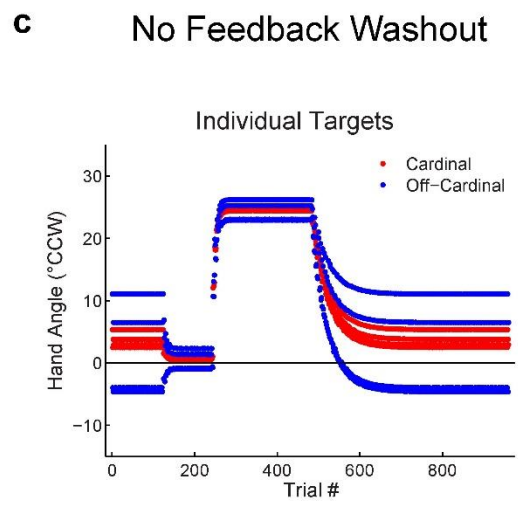 c
No Feedback Washout
Individual Targets
Cardinal
Off−Cardinal
Hand Angle (°CCW)
30
20
10
0
−10
0 200 400 600 800
Trial #